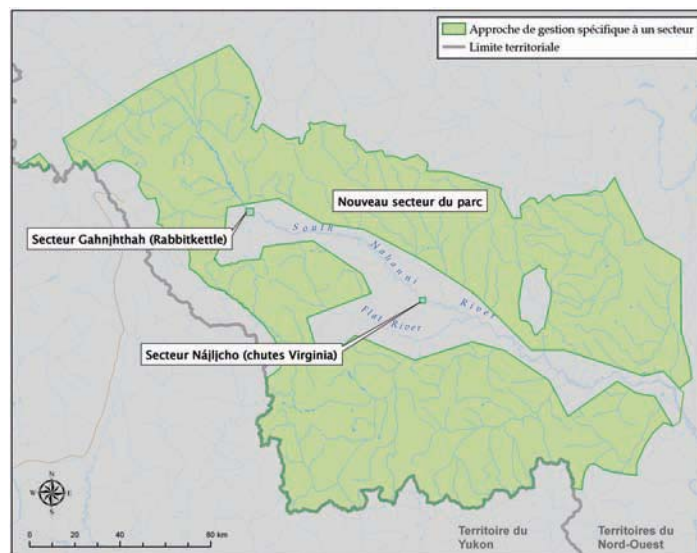 Approche de gestion spécifique à un secteur
Limite territoriale
Nouveau secteur du parc
Secteur Gahnįhthah (Rabbitkettle)
South Nahanni River
Flat River
Secteur Nájljcho (chutes Virginia)
N
W E
S
0 20 40 80 km
Territoire du
Yukon
Territoires du
Nord-Ouest